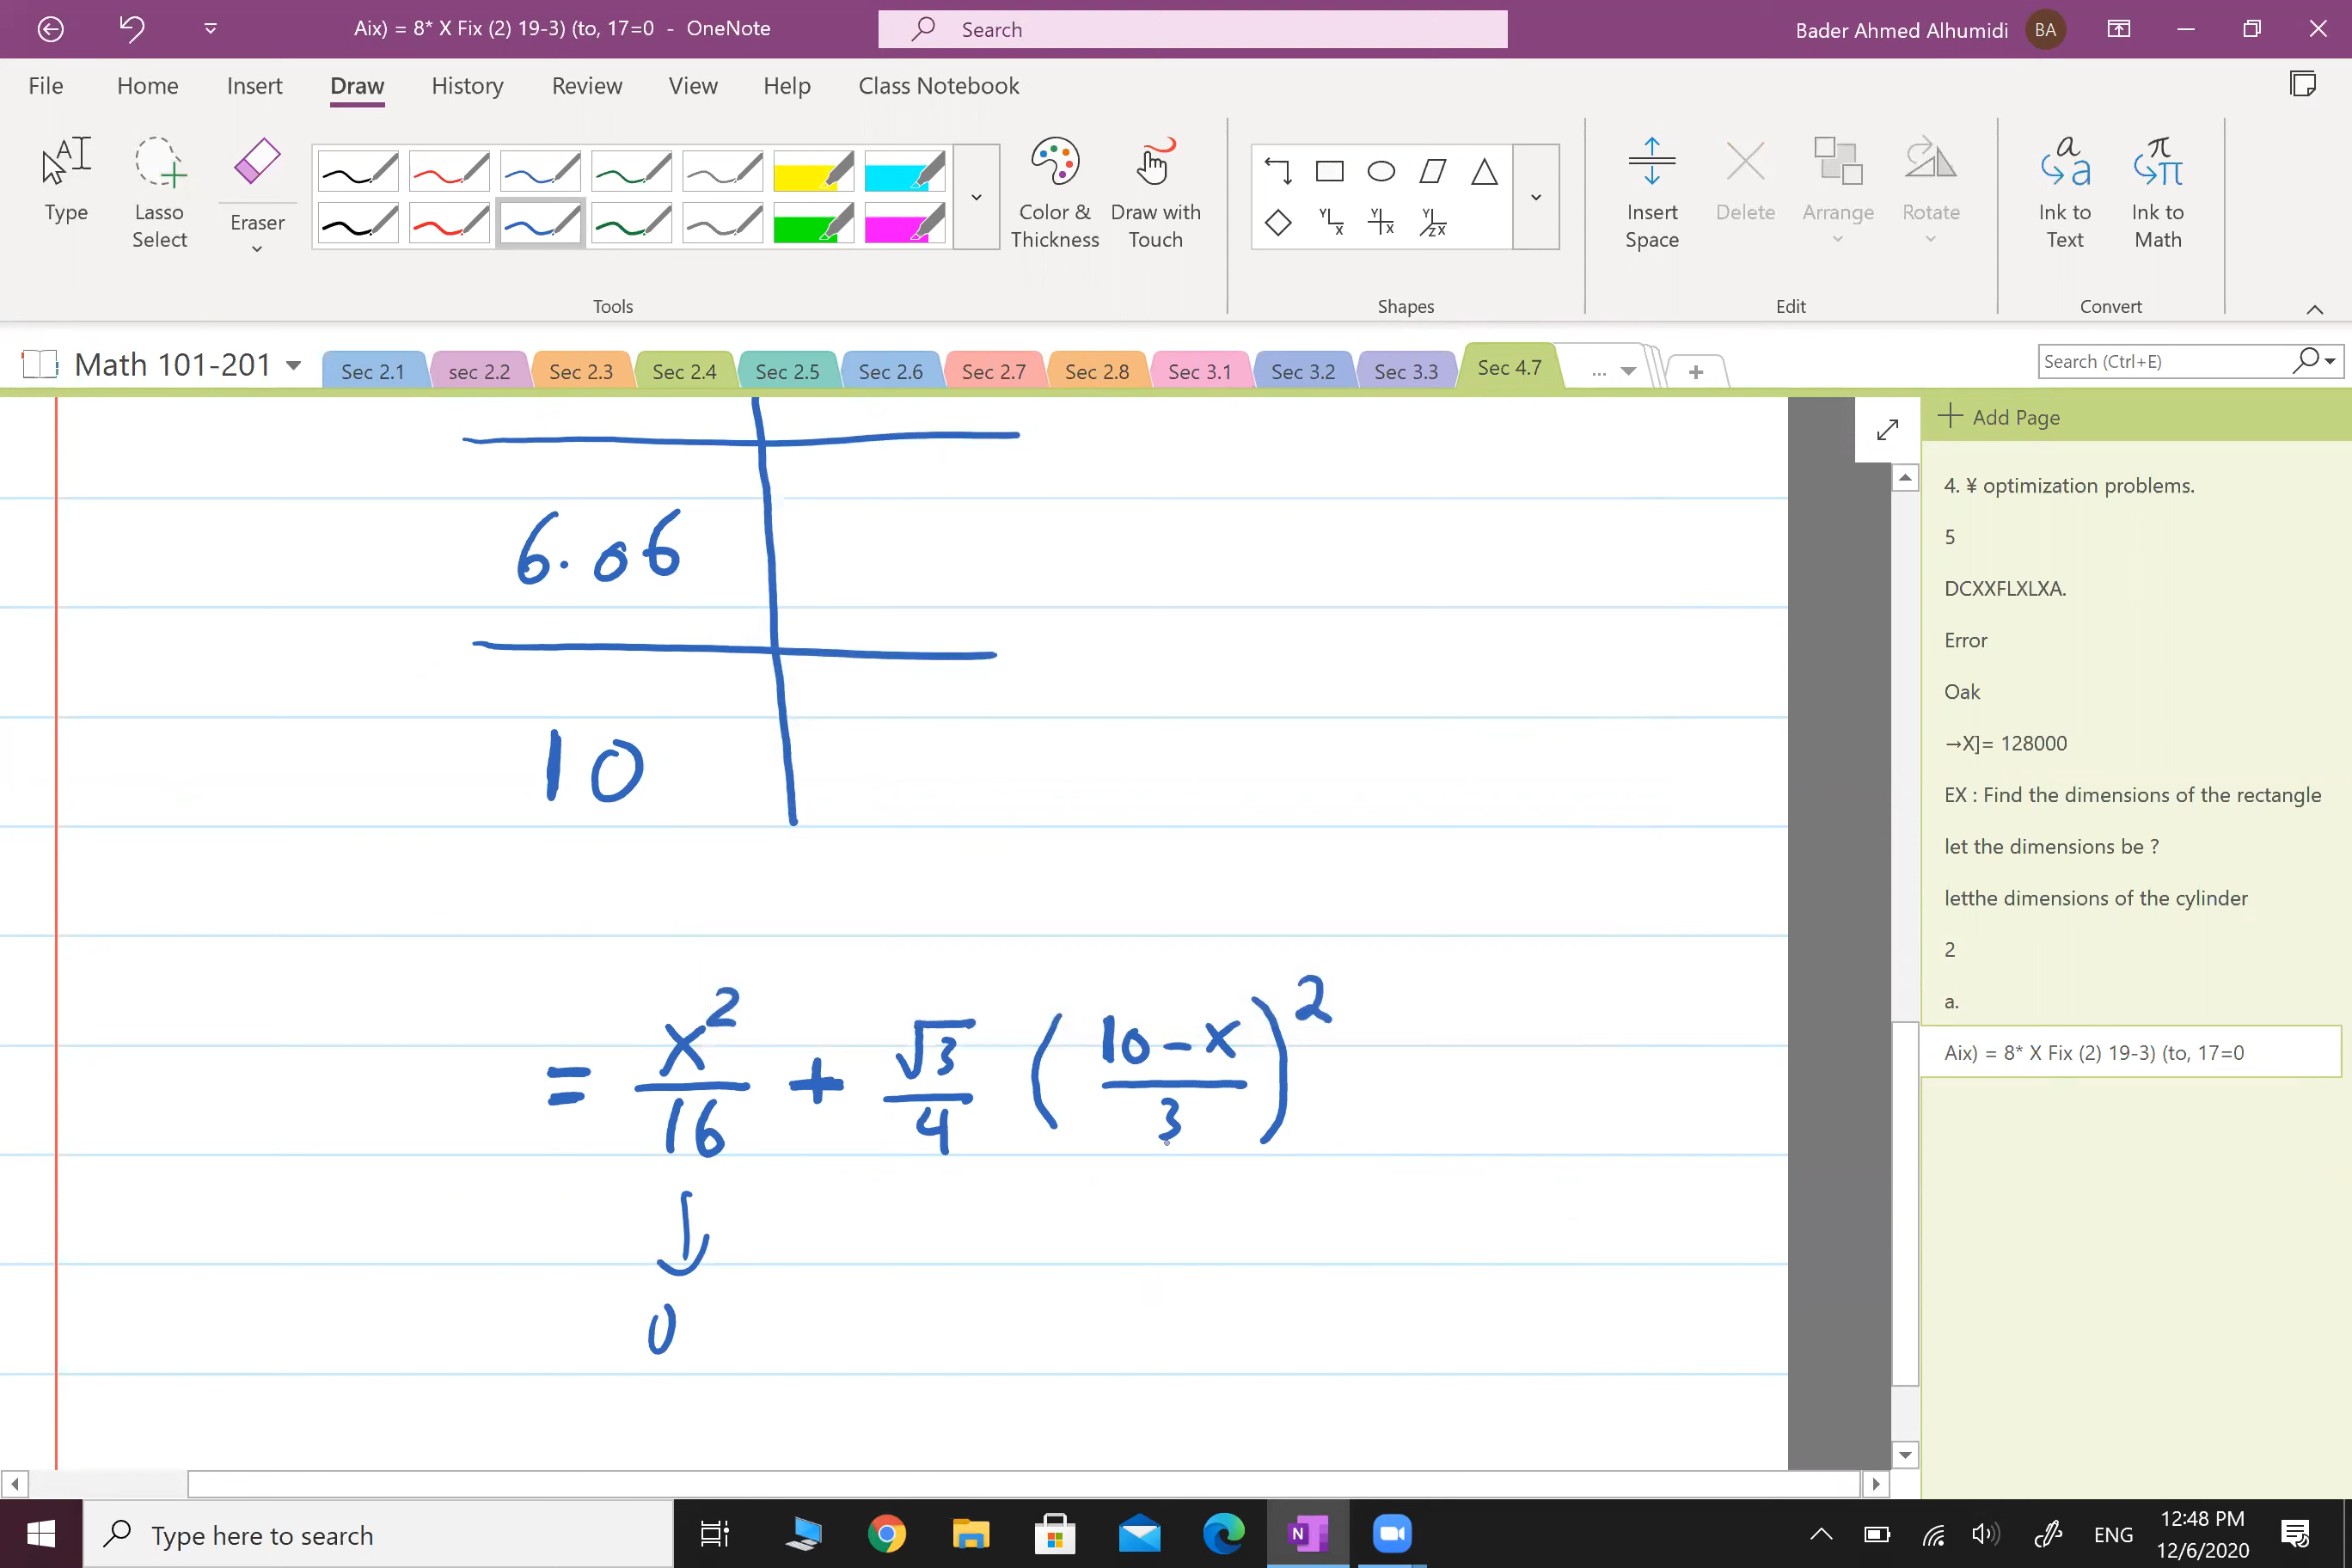 Aix) = 8* X Fix (2) 19-3) (to, 17=0 - OneNote
Search
Bader Ahmed Alhumidi BA
File Home Insert Draw History Review View Help Class Notebook
Type
Lasso Select
Eraser
Color & Thickness
Draw with Touch
Insert Space
Delete
Arrange
Rotate
Ink to Text
Ink to Math
Tools
Shapes
Edit
Convert
Math 101-201
Sec 2.1 sec 2.2 Sec 2.3 Sec 2.4 Sec 2.5 Sec 2.6 Sec 2.7 Sec 2.8 Sec 3.1 Sec 3.2 Sec 3.3 Sec 4.7 ... +
Search (Ctrl+E)
6.06
10
= x²/16 + √3/4 (10-x/3)²
0
Add Page
4. ¥ optimization problems.
5
DCXXFLXLXA.
Error
Oak
→X]= 128000
EX : Find the dimensions of the rectangle
let the dimensions be ?
letthe dimensions of the cylinder
2
a.
Aix) = 8* X Fix (2) 19-3) (to, 17=0
Type here to search
ENG
12:48 PM
12/6/2020